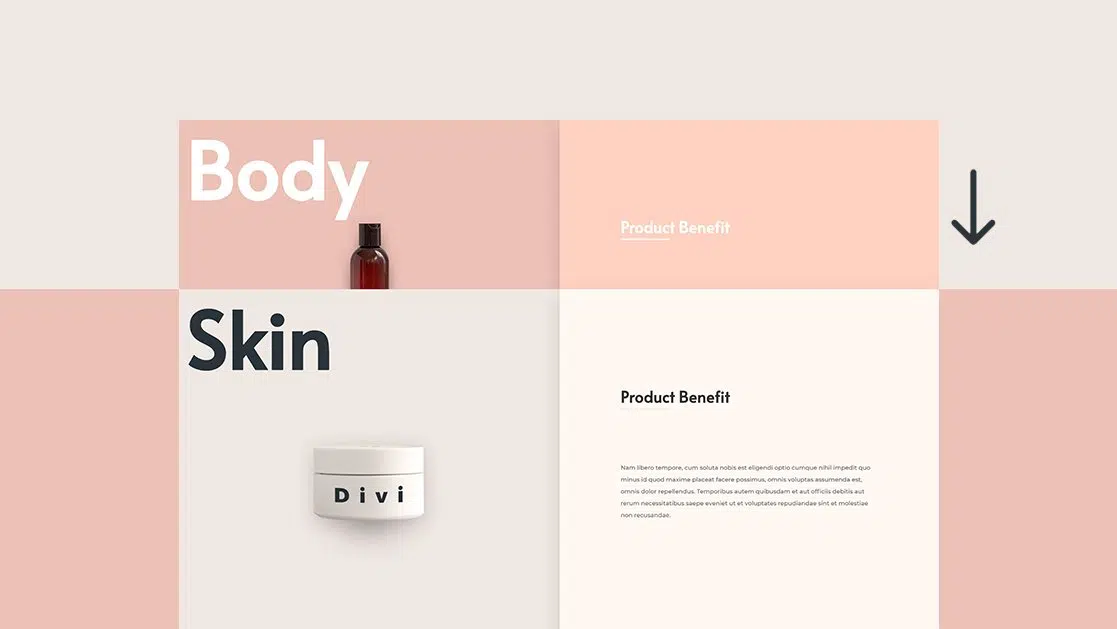 Body
Product Benefit
Skin
Product Benefit
Divi
Nam libero tempore, cum soluta nobis est eligendi optio cumque nihil impedit quo
minus id quod maxime placeat facere possimus, omnis voluptas assumenda est,
omnis dolor repellendus. Temporibus autem quibusdam et aut officiis debitis aut
rerum necessitatibus saepe eveniet ut et voluptates repudiandae sint et molestiae
non recusandae.